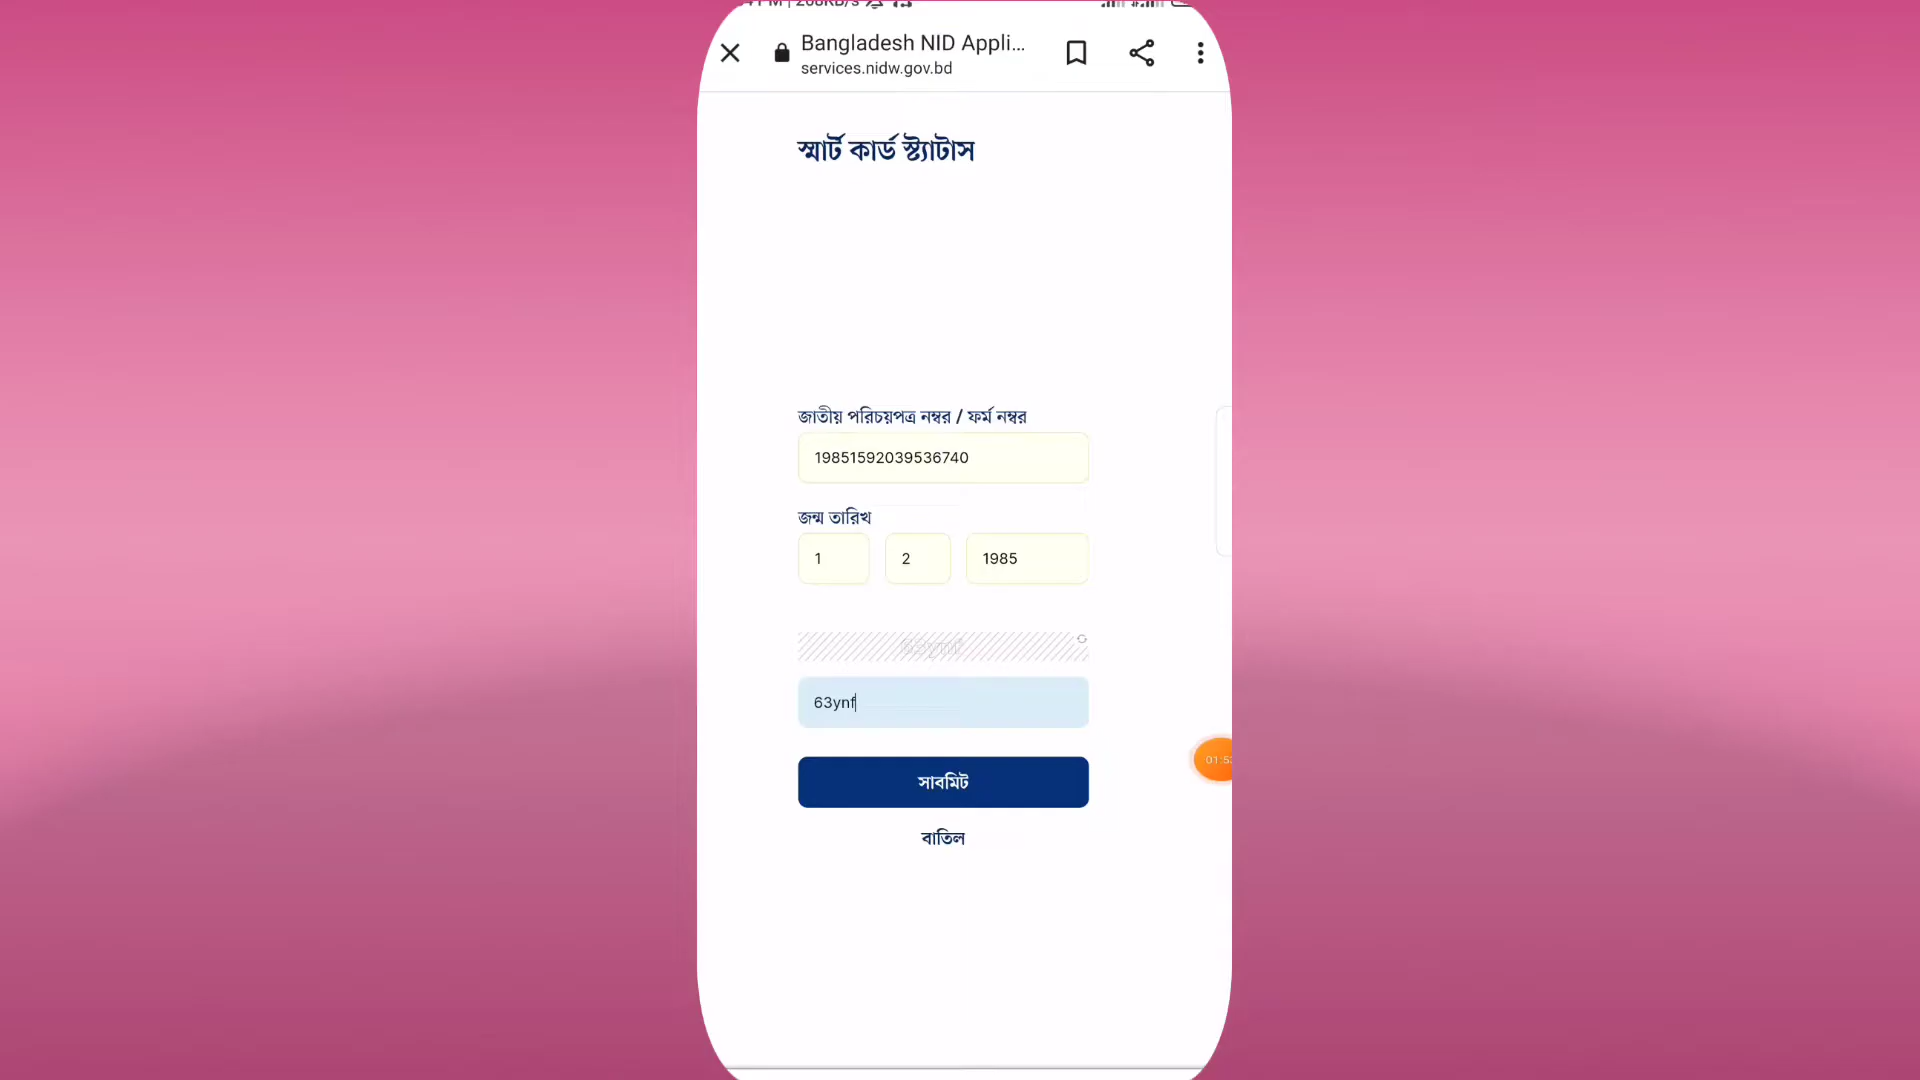 Bangladesh NID Appli...
services.nidw.gov.bd
স্মার্ট কার্ড স্ট্যাটাস
জাতীয় পরিচয়পত্র নম্বর / ফর্ম নম্বর
19851592039536740
জন্ম তারিখ
1 2 1985
63ynf
সাবমিট
বাতিল